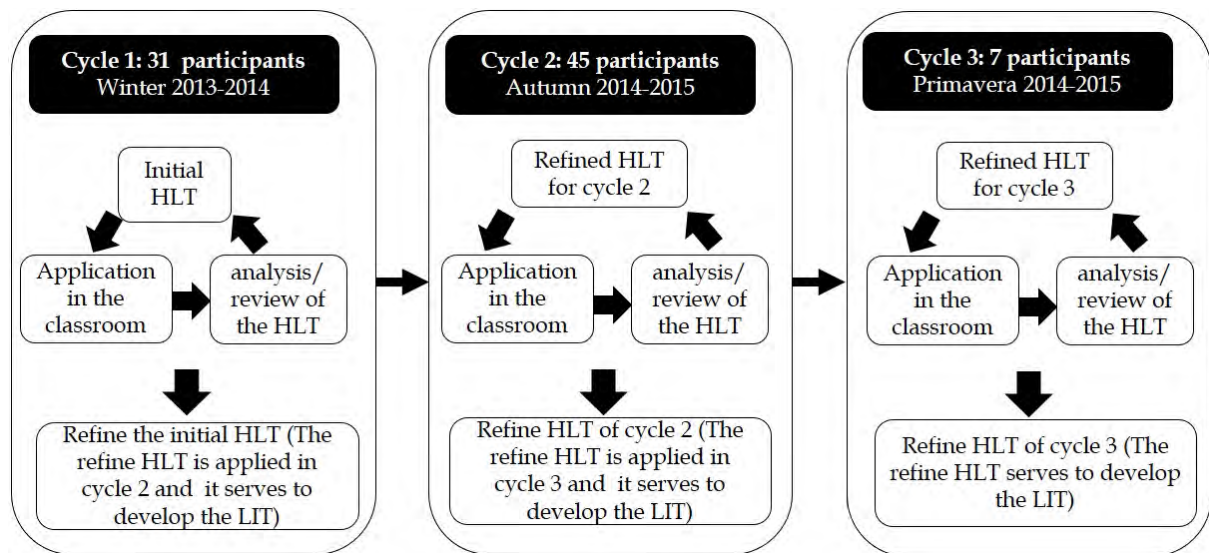 Cycle 1: 31 participants
Winter 2013-2014
Initial
HLT
Application
in the
classroom
analysis/
review of
the HLT
Refine the initial HLT (The
refine HLT is applied in
cycle 2 and it serves to
develop the LIT)
Cycle 2: 45 participants
Autumn 2014-2015
Refined HLT
for cycle 2
Application
in the
classroom
analysis/
review of
the HLT
Refine HLT of cycle 2 (The
refine HLT is applied in
cycle 3 and it serves to
develop the LIT)
Cycle 3: 7 participants
Primavera 2014-2015
Refined HLT
for cycle 3
Application
in the
classroom
analysis/
review of
the HLT
Refine HLT of cycle 3 (The
refine HLT serves to develop
the LIT)